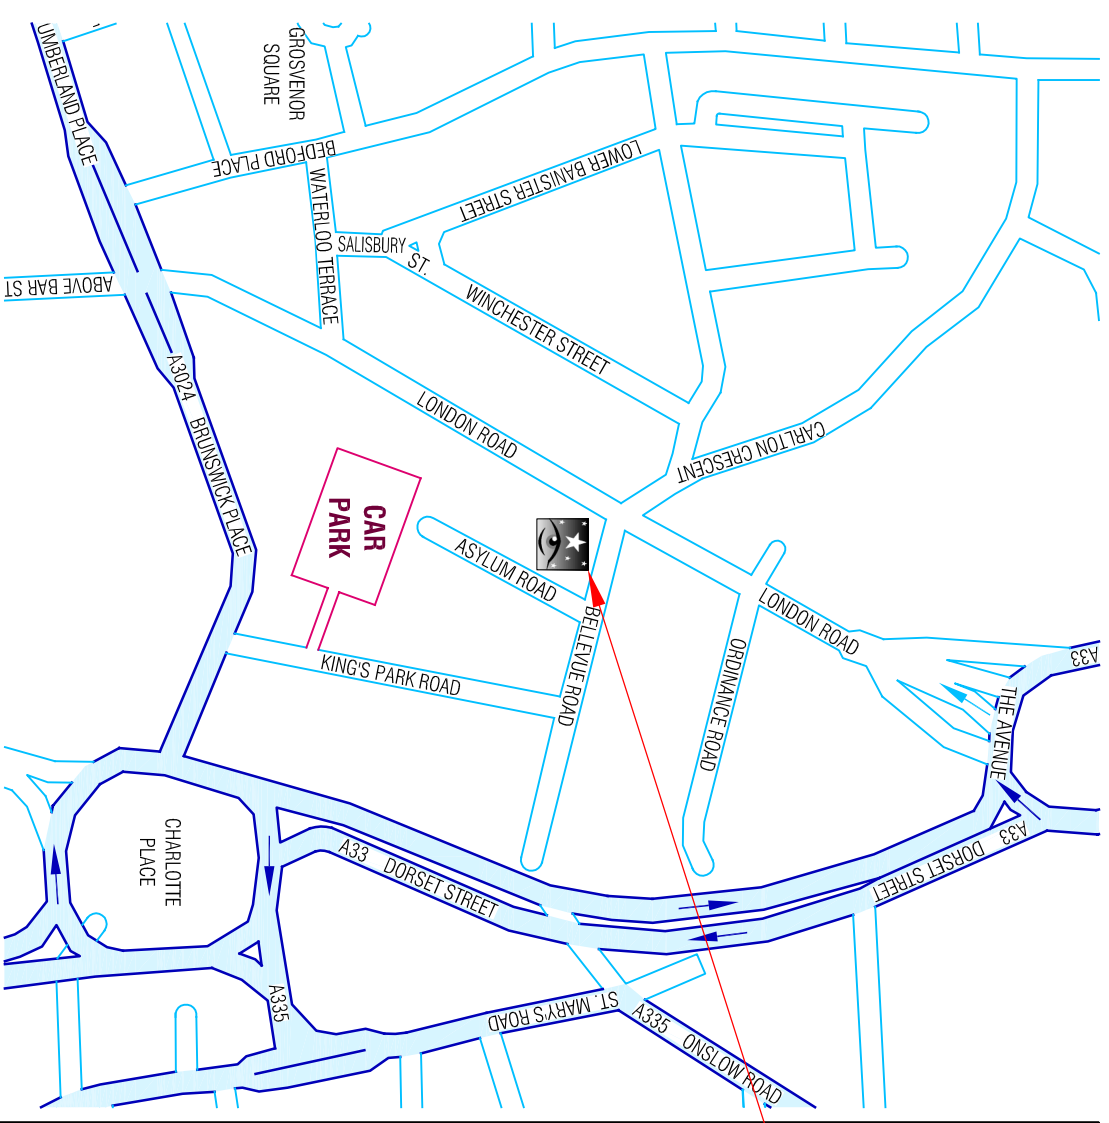 UMBERLAND PLACE
GROSVENOR
SQUARE
BEDFORD PLACE
WATERLOO TERRACE
LOWER BANISTER STREET
SALISBURY
ST.
ABOVE BAR ST
WINCHESTER STREET
A3024
BRUNSWICK PLACE
LONDON ROAD
CARLTON CRESCENT
CAR
PARK
ASYLUM ROAD
BELLEVUE ROAD
KING'S PARK ROAD
LONDON ROAD
ORDINANCE ROAD
A33
THE AVENUE
CHARLOTTE
PLACE
A33
DORSET STREET
A33
DORSET STREET
A335
ST. MARY'S ROAD
A335
ONSLOW ROAD